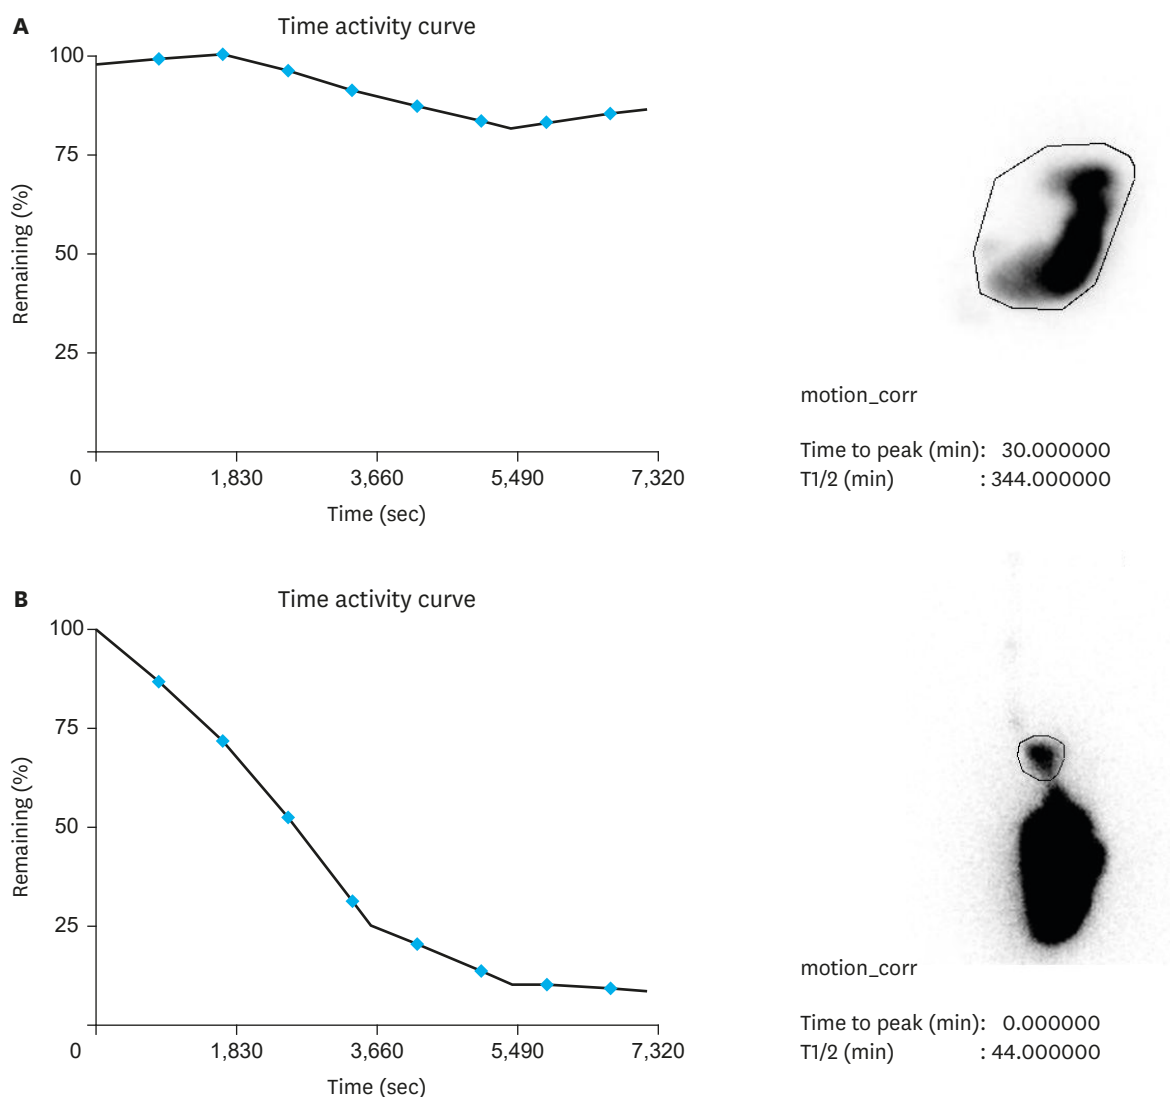 A
Time activity curve
100
75
50
25
Remaining (%)
0
1,830
3,660
5,490
7,320
Time (sec)
motion_corr
Time to peak (min): 30.000000
T1/2 (min) : 344.000000
B
Time activity curve
100
75
50
25
Remaining (%)
0
1,830
3,660
5,490
7,320
Time (sec)
motion_corr
Time to peak (min): 0.000000
T1/2 (min) : 44.000000